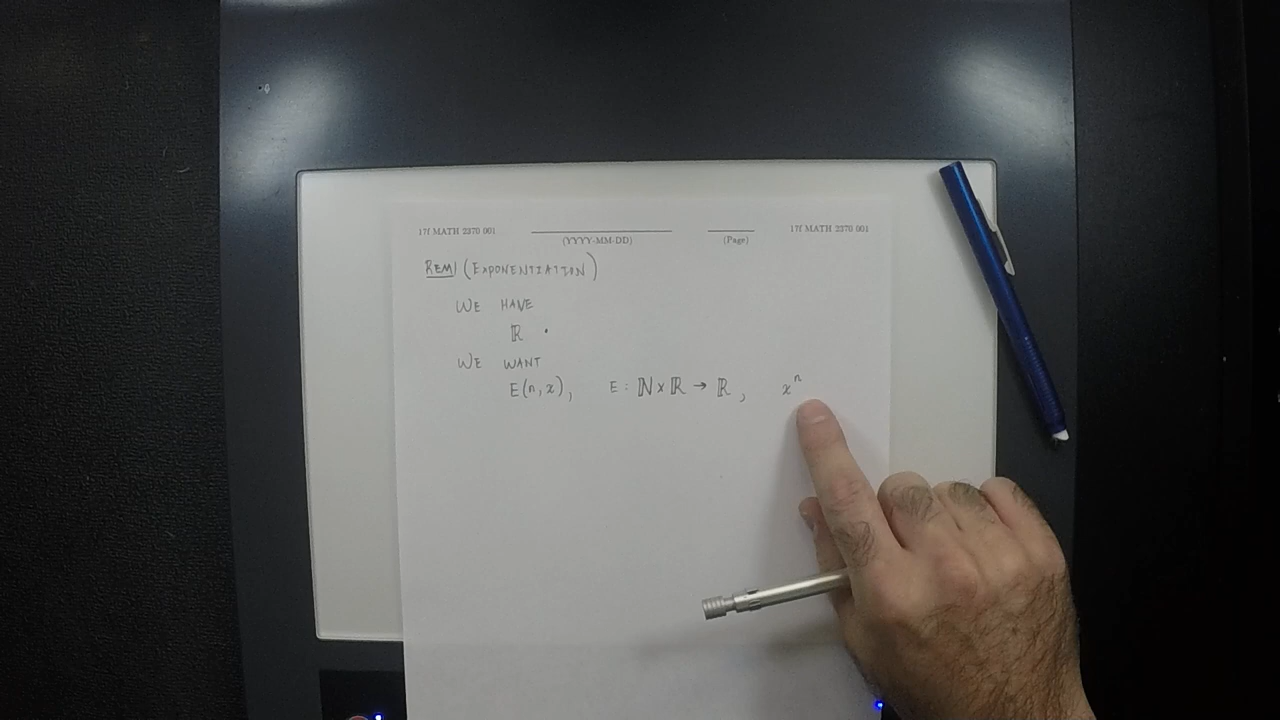 17f MATH 2370 001 (YYYY-MM-DD) (Page) 17f MATH 2370 001
REM (EXPONENTIATION)
WE HAVE
ℝ ·
WE WANT
E(n,x), E : ℕ × ℝ → ℝ, xⁿ